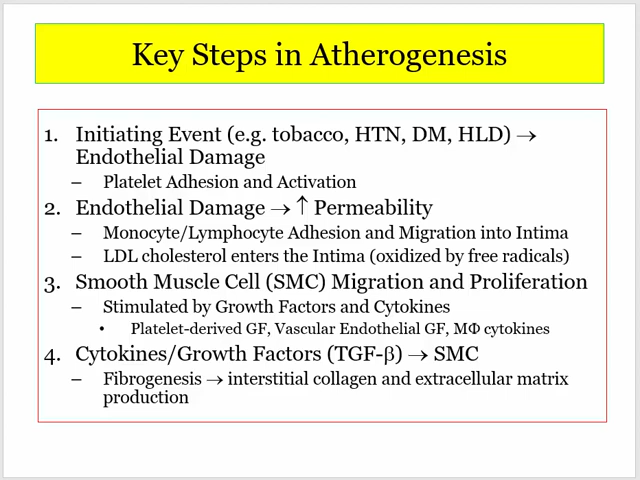 Key Steps in Atherogenesis
1. Initiating Event (e.g. tobacco, HTN, DM, HLD) →
Endothelial Damage
– Platelet Adhesion and Activation
2. Endothelial Damage → ↑ Permeability
– Monocyte/Lymphocyte Adhesion and Migration into Intima
– LDL cholesterol enters the Intima (oxidized by free radicals)
3. Smooth Muscle Cell (SMC) Migration and Proliferation
– Stimulated by Growth Factors and Cytokines
• Platelet-derived GF, Vascular Endothelial GF, MΦ cytokines
4. Cytokines/Growth Factors (TGF-β) → SMC
– Fibrogenesis → interstitial collagen and extracellular matrix
production